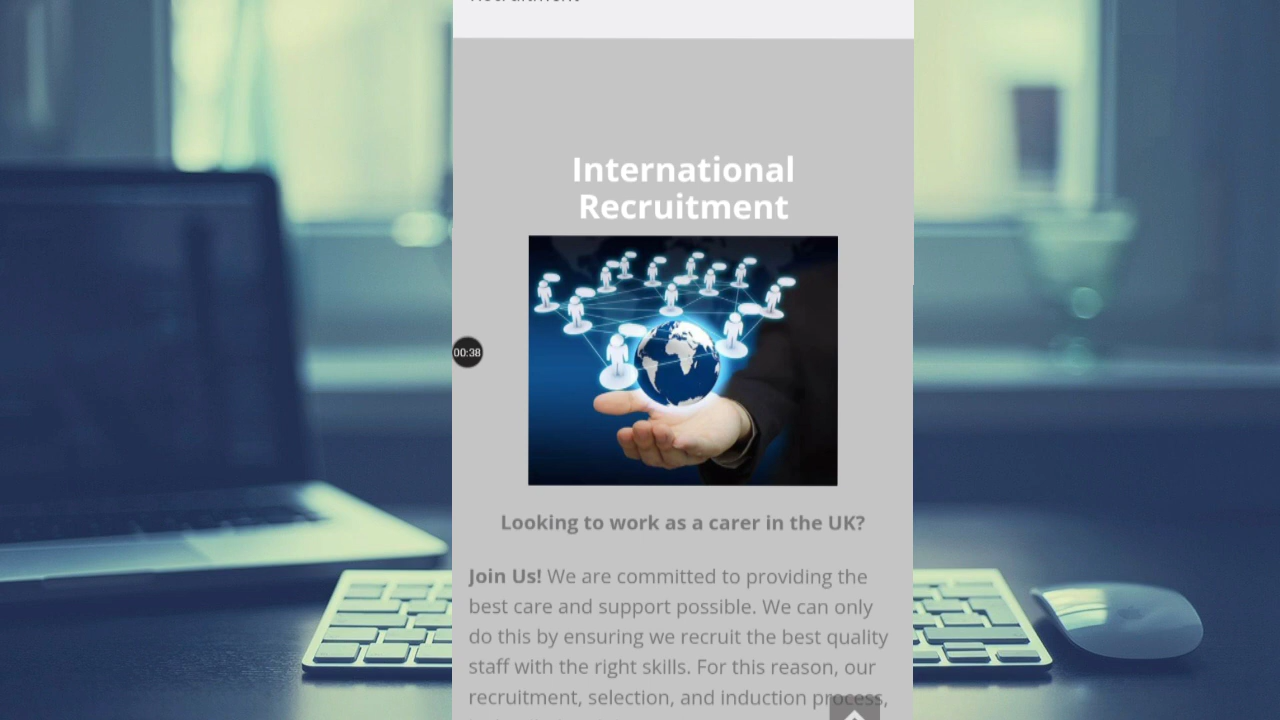 International
Recruitment
00:38
Looking to work as a carer in the UK?
Join Us! We are committed to providing the
best care and support possible. We can only
do this by ensuring we recruit the best quality
staff with the right skills. For this reason, our
recruitment, selection, and induction process,